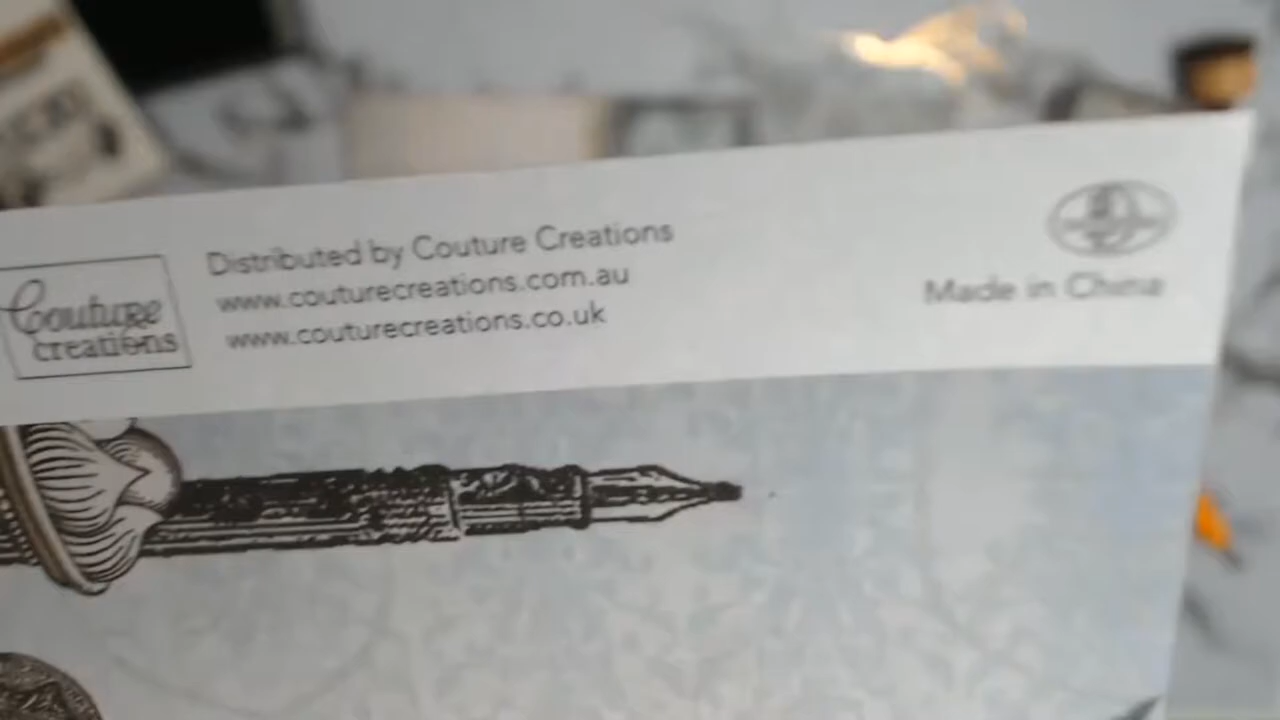 Couture
creations
Distributed by Couture Creations
www.couturecreations.com.au
www.couturecreations.co.uk
Made in China